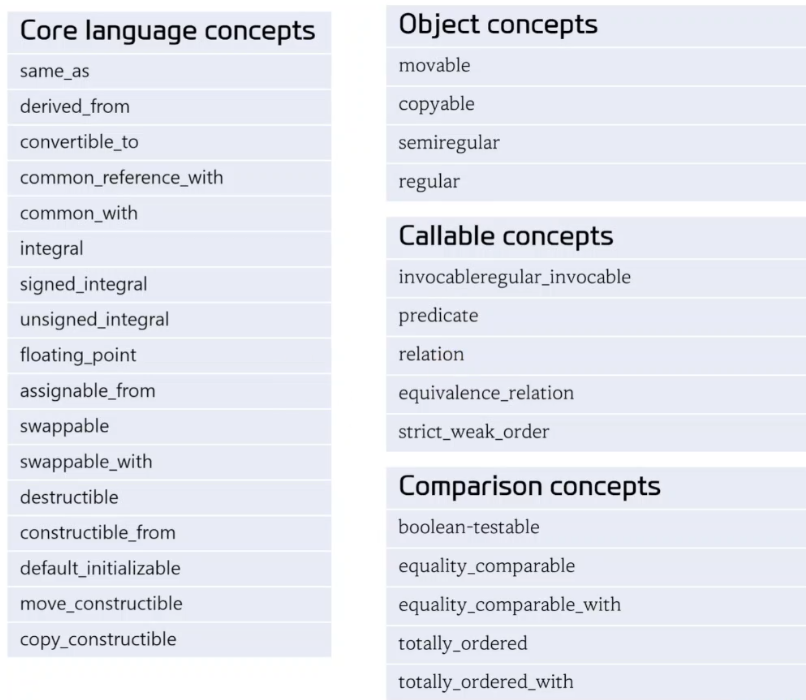 Core language concepts
same_as
derived_from
convertible_to
common_reference_with
common_with
integral
signed_integral
unsigned_integral
floating_point
assignable_from
swappable
swappable_with
destructible
constructible_from
default_initializable
move_constructible
copy_constructible
Object concepts
movable
copyable
semiregular
regular
Callable concepts
invocableregular_invocable
predicate
relation
equivalence_relation
strict_weak_order
Comparison concepts
boolean-testable
equality_comparable
equality_comparable_with
totally_ordered
totally_ordered_with